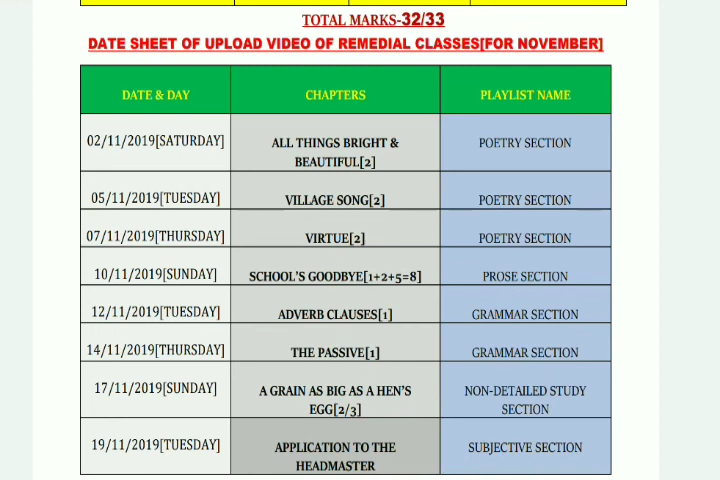 TOTAL MARKS-32/33
DATE SHEET OF UPLOAD VIDEO OF REMEDIAL CLASSES[FOR NOVEMBER]
DATE & DAY CHAPTERS PLAYLIST NAME
02/11/2019[SATURDAY] ALL THINGS BRIGHT & BEAUTIFUL[2] POETRY SECTION
05/11/2019[TUESDAY] VILLAGE SONG[2] POETRY SECTION
07/11/2019[THURSDAY] VIRTUE[2] POETRY SECTION
10/11/2019[SUNDAY] SCHOOL'S GOODBYE[1+2+5=8] PROSE SECTION
12/11/2019[TUESDAY] ADVERB CLAUSES[1] GRAMMAR SECTION
14/11/2019[THURSDAY] THE PASSIVE[1] GRAMMAR SECTION
17/11/2019[SUNDAY] A GRAIN AS BIG AS A HEN'S EGG[2/3] NON-DETAILED STUDY SECTION
19/11/2019[TUESDAY] APPLICATION TO THE HEADMASTER SUBJECTIVE SECTION